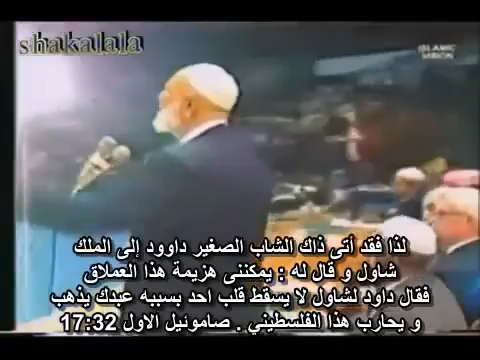 shakalala
ISLAMIC
VISION
لذا فقد أتى ذاك الشاب الصغير داوود إلى الملك
شاول و قال له : يمكننى هزيمة هذا العملاق
فقال داود لشاول لا يسقط قلب احد بسببه عبدك يذهب
و يحارب هذا الفلسطيني . صاموئيل الاول 17:32